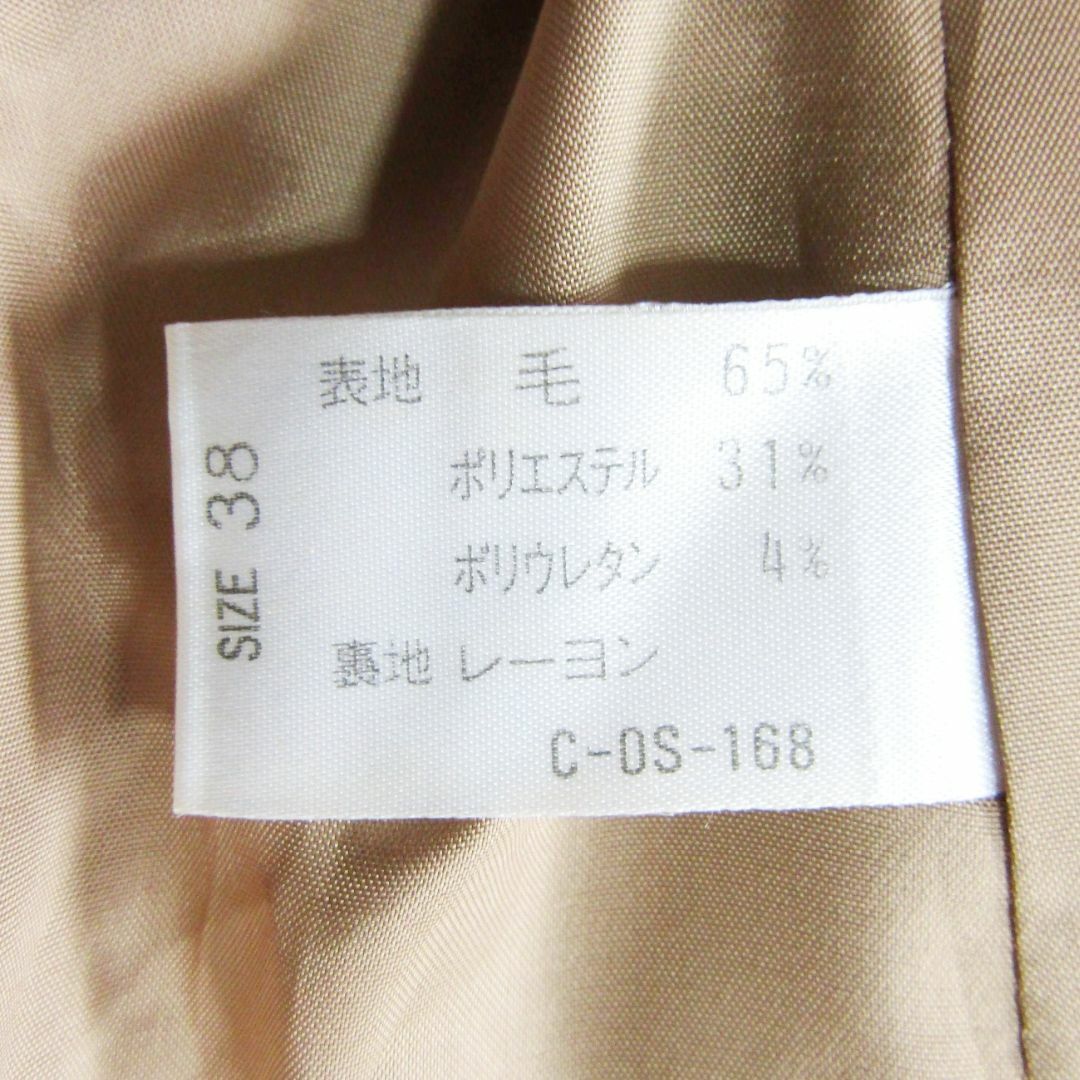 表地 毛 65%
ポリエステル 31%
ポリウレタン 4%
裏地 レーヨン
C-OS-168
SIZE 38